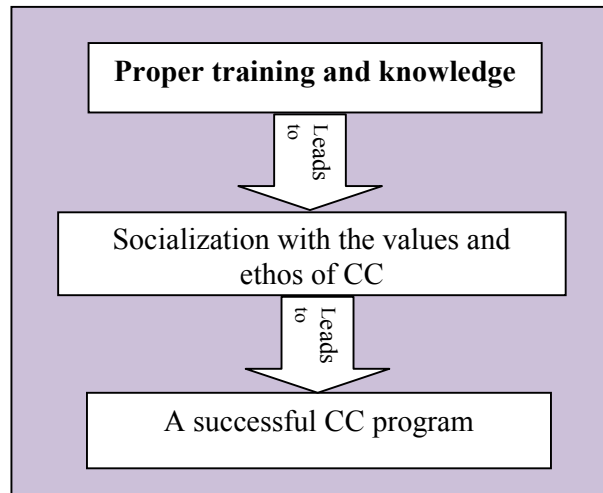 Proper training and knowledge
Leads
to
Socialization with the values and
ethos of CC
Leads
to
A successful CC program